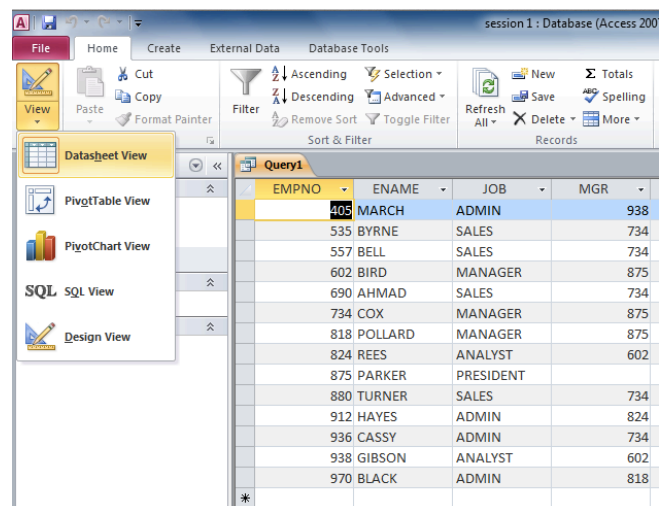 session 1 : Database (Access 200
File Home Create External Data Database Tools
View
Paste
Cut
Copy
Format Painter
Filter
Ascending
Descending
Remove Sort
Selection
Advanced
Toggle Filter
Sort & Filter
Refresh
All
New
Save
Delete
Totals
Spelling
More
Records
Datasheet View
PivotTable View
PivotChart View
SQL SQL View
Design View
Query1
EMPNO ENAME JOB MGR
405 MARCH ADMIN 938
535 BYRNE SALES 734
557 BELL SALES 734
602 BIRD MANAGER 875
690 AHMAD SALES 734
734 COX MANAGER 875
818 POLLARD MANAGER 875
824 REES ANALYST 602
875 PARKER PRESIDENT
880 TURNER SALES 734
912 HAYES ADMIN 824
936 CASSY ADMIN 734
938 GIBSON ANALYST 602
970 BLACK ADMIN 818